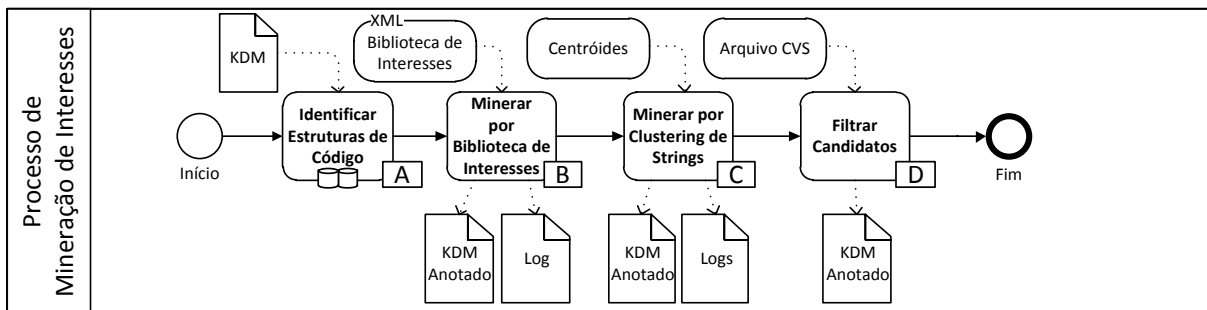 Processo de
Mineração de Interesses
KDM
XML
Biblioteca de
Interesses
Centróides
Arquivo CVS
Início
Identificar
Estruturas de
Código
A
Minerar
por
Biblioteca de
Interesses
B
Minerar por
Clustering de
Strings
C
Filtrar
Candidatos
D
Fim
KDM
Anotado
Log
KDM
Anotado
Logs
KDM
Anotado